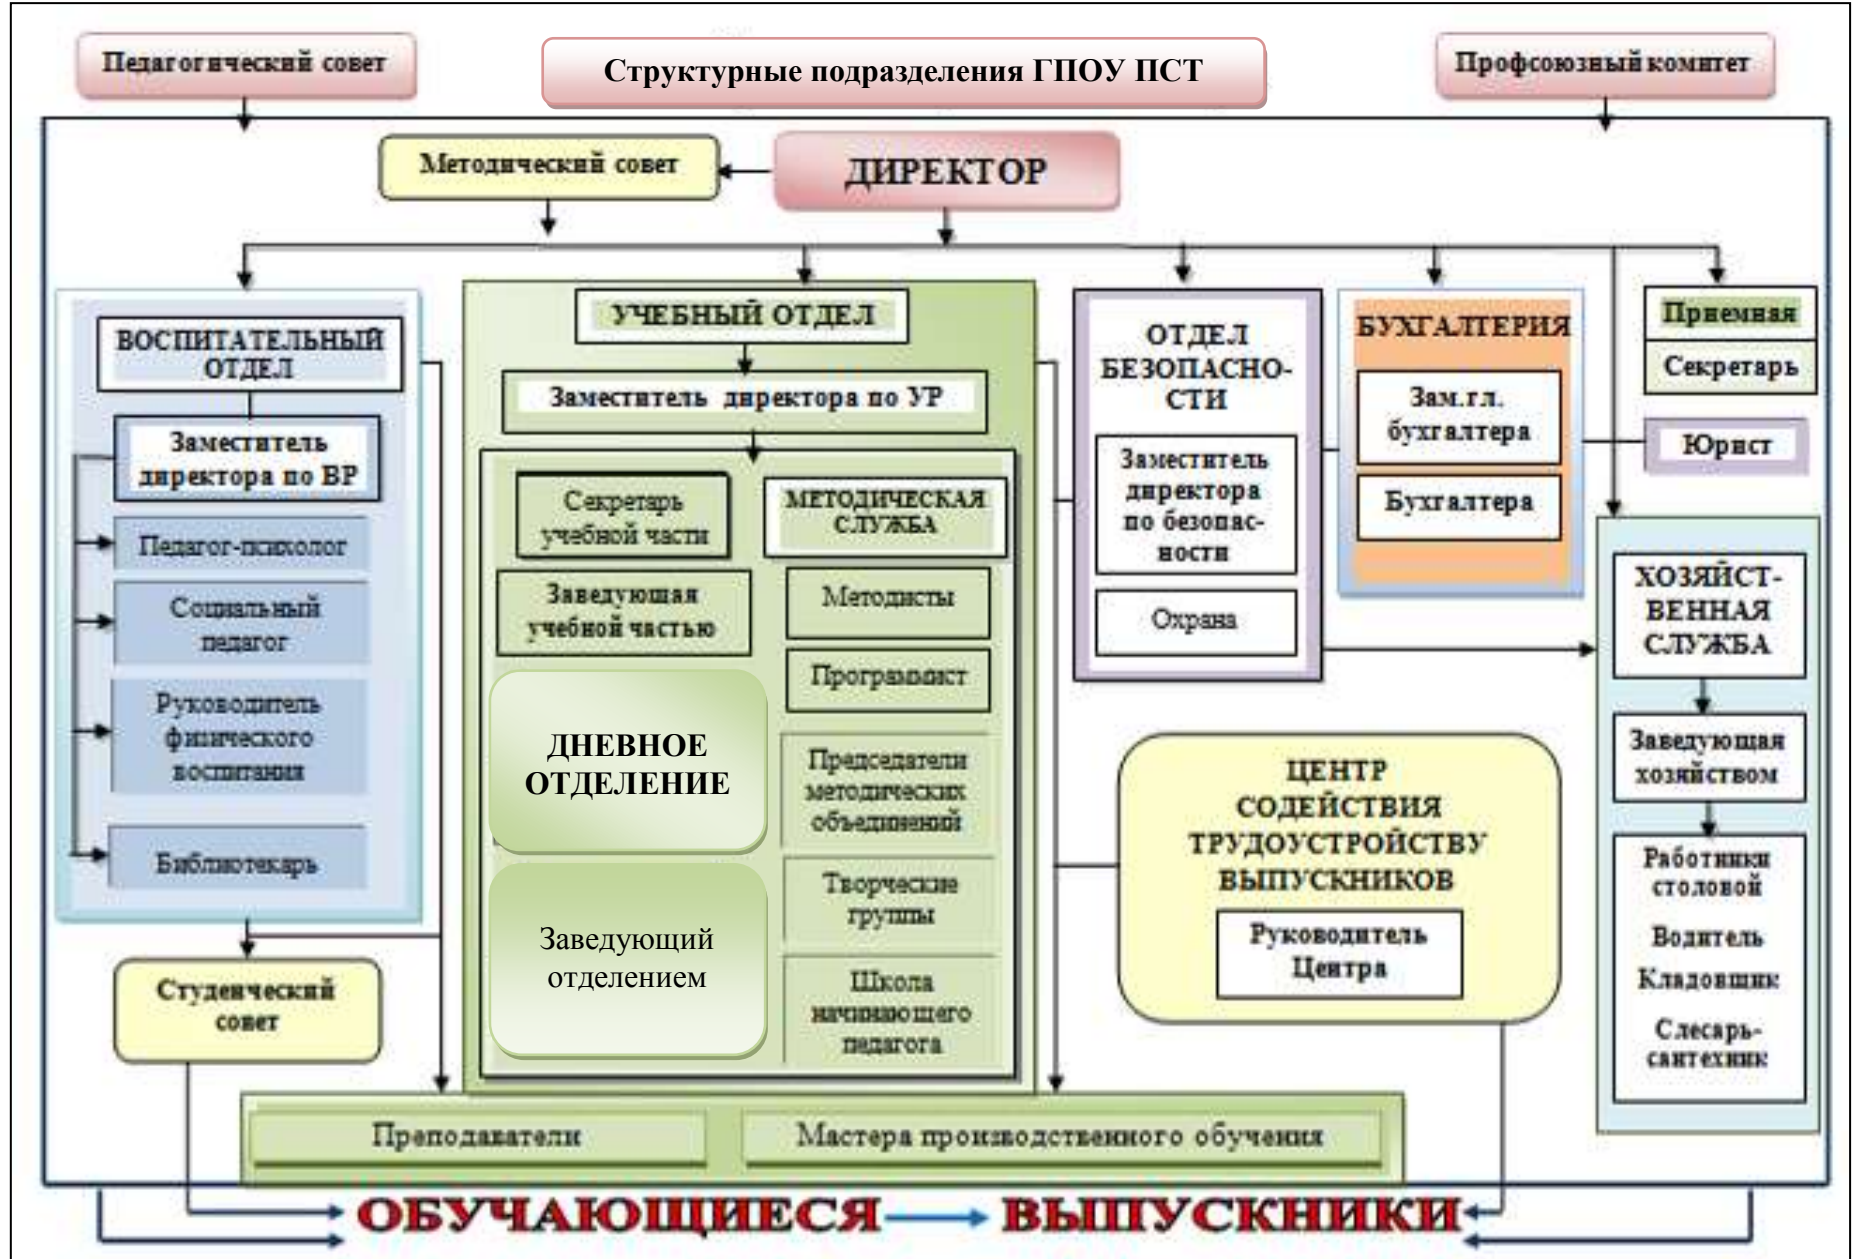 Педагогический совет
Структурные подразделения ГПОУ ПСТ
Профсоюзный комитет
Методический совет
ДИРЕКТОР
ВОСПИТАТЕЛЬНЫЙ
ОТДЕЛ
Заместитель
директора по ВР
Педагог-психолог
Социальный
педагог
Руководитель
физического
воспитания
Библиотекарь
Студенческий
совет
УЧЕБНЫЙ ОТДЕЛ
Заместитель директора по УР
Секретарь
учебной части
Заведующая
учебной частью
ДНЕВНОЕ
ОТДЕЛЕНИЕ
Заведующий
отделением
МЕТОДИЧЕСКАЯ
СЛУЖБА
Методисты
Программист
Председатели
методических
объединений
Творческие
группы
Школа
начинающего
педагога
ОТДЕЛ
БЕЗОПАСНО-
СТИ
Заместитель
директора
по безопас-
ности
Охрана
БУХГАЛТЕРИЯ
Зам.гл.
бухгалтера
Бухгалтера
Приемная
Секретарь
Юрист
ХОЗЯЙСТ-
ВЕННАЯ
СЛУЖБА
Заведующая
хозяйством
Работники
столовой
Водитель
Кладовщик
Слесарь-
сантехник
ЦЕНТР
СОДЕЙСТВИЯ
ТРУДОУСТРОЙСТВУ
ВЫПУСКНИКОВ
Руководитель
Центра
Преподаватели
Мастера производственного обучения
ОБУЧАЮЩИЕСЯ
ВЫПУСКНИКИ